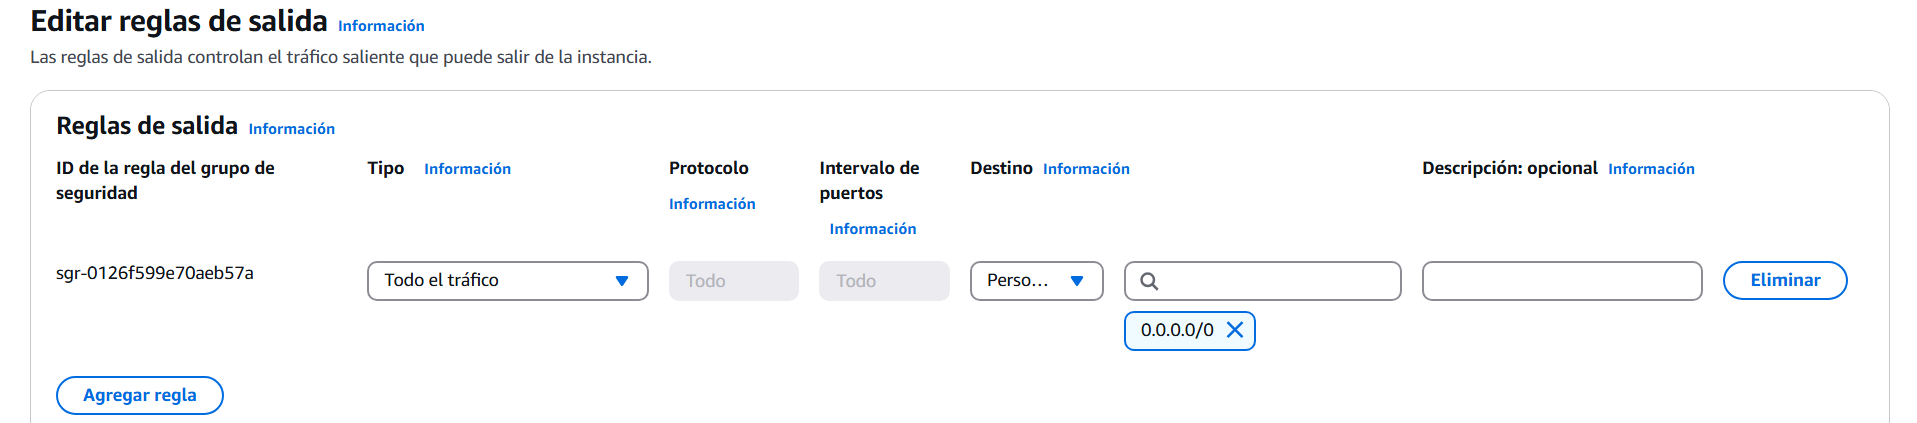 Editar reglas de salida Información
Las reglas de salida controlan el tráfico saliente que puede salir de la instancia.
Reglas de salida Información
ID de la regla del grupo de seguridad
Tipo Información
Protocolo
Información
Intervalo de puertos
Información
Destino Información
Descripción: opcional Información
sgr-0126f599e70aeb57a
Todo el tráfico
Todo
Todo
Perso...
Eliminar
0.0.0.0/0
Agregar regla